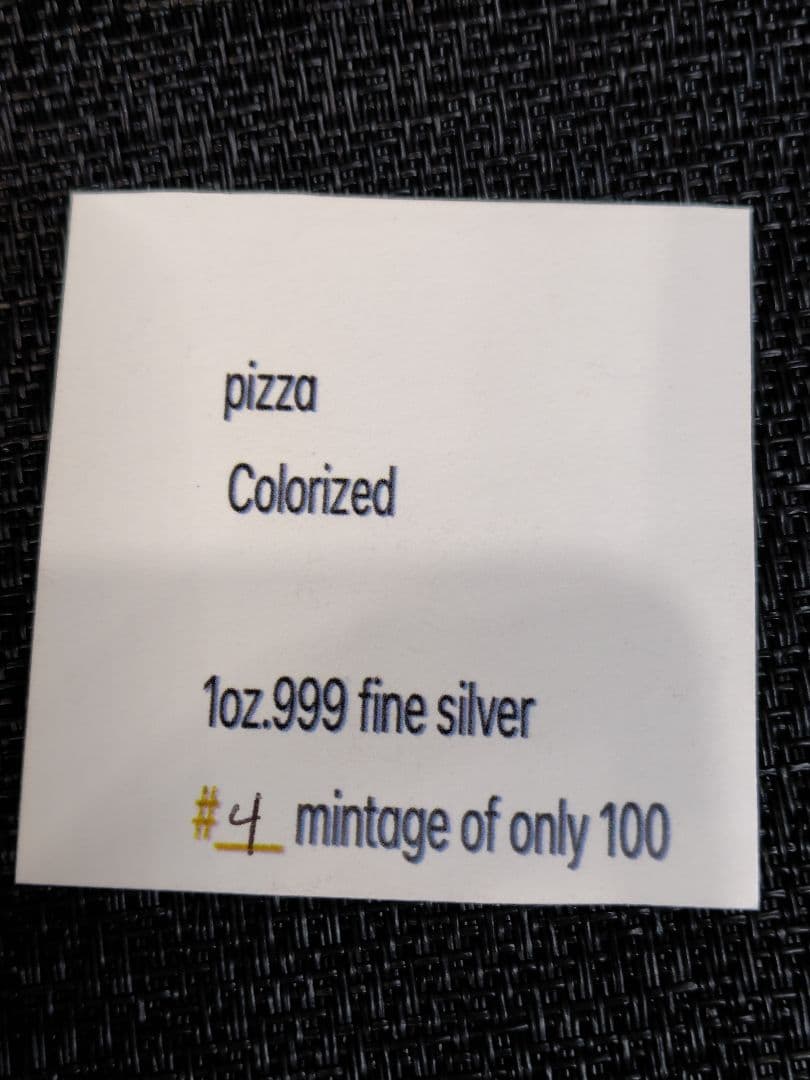 pizza
Colorized
1oz.999 fine silver
#4 mintage of only 100